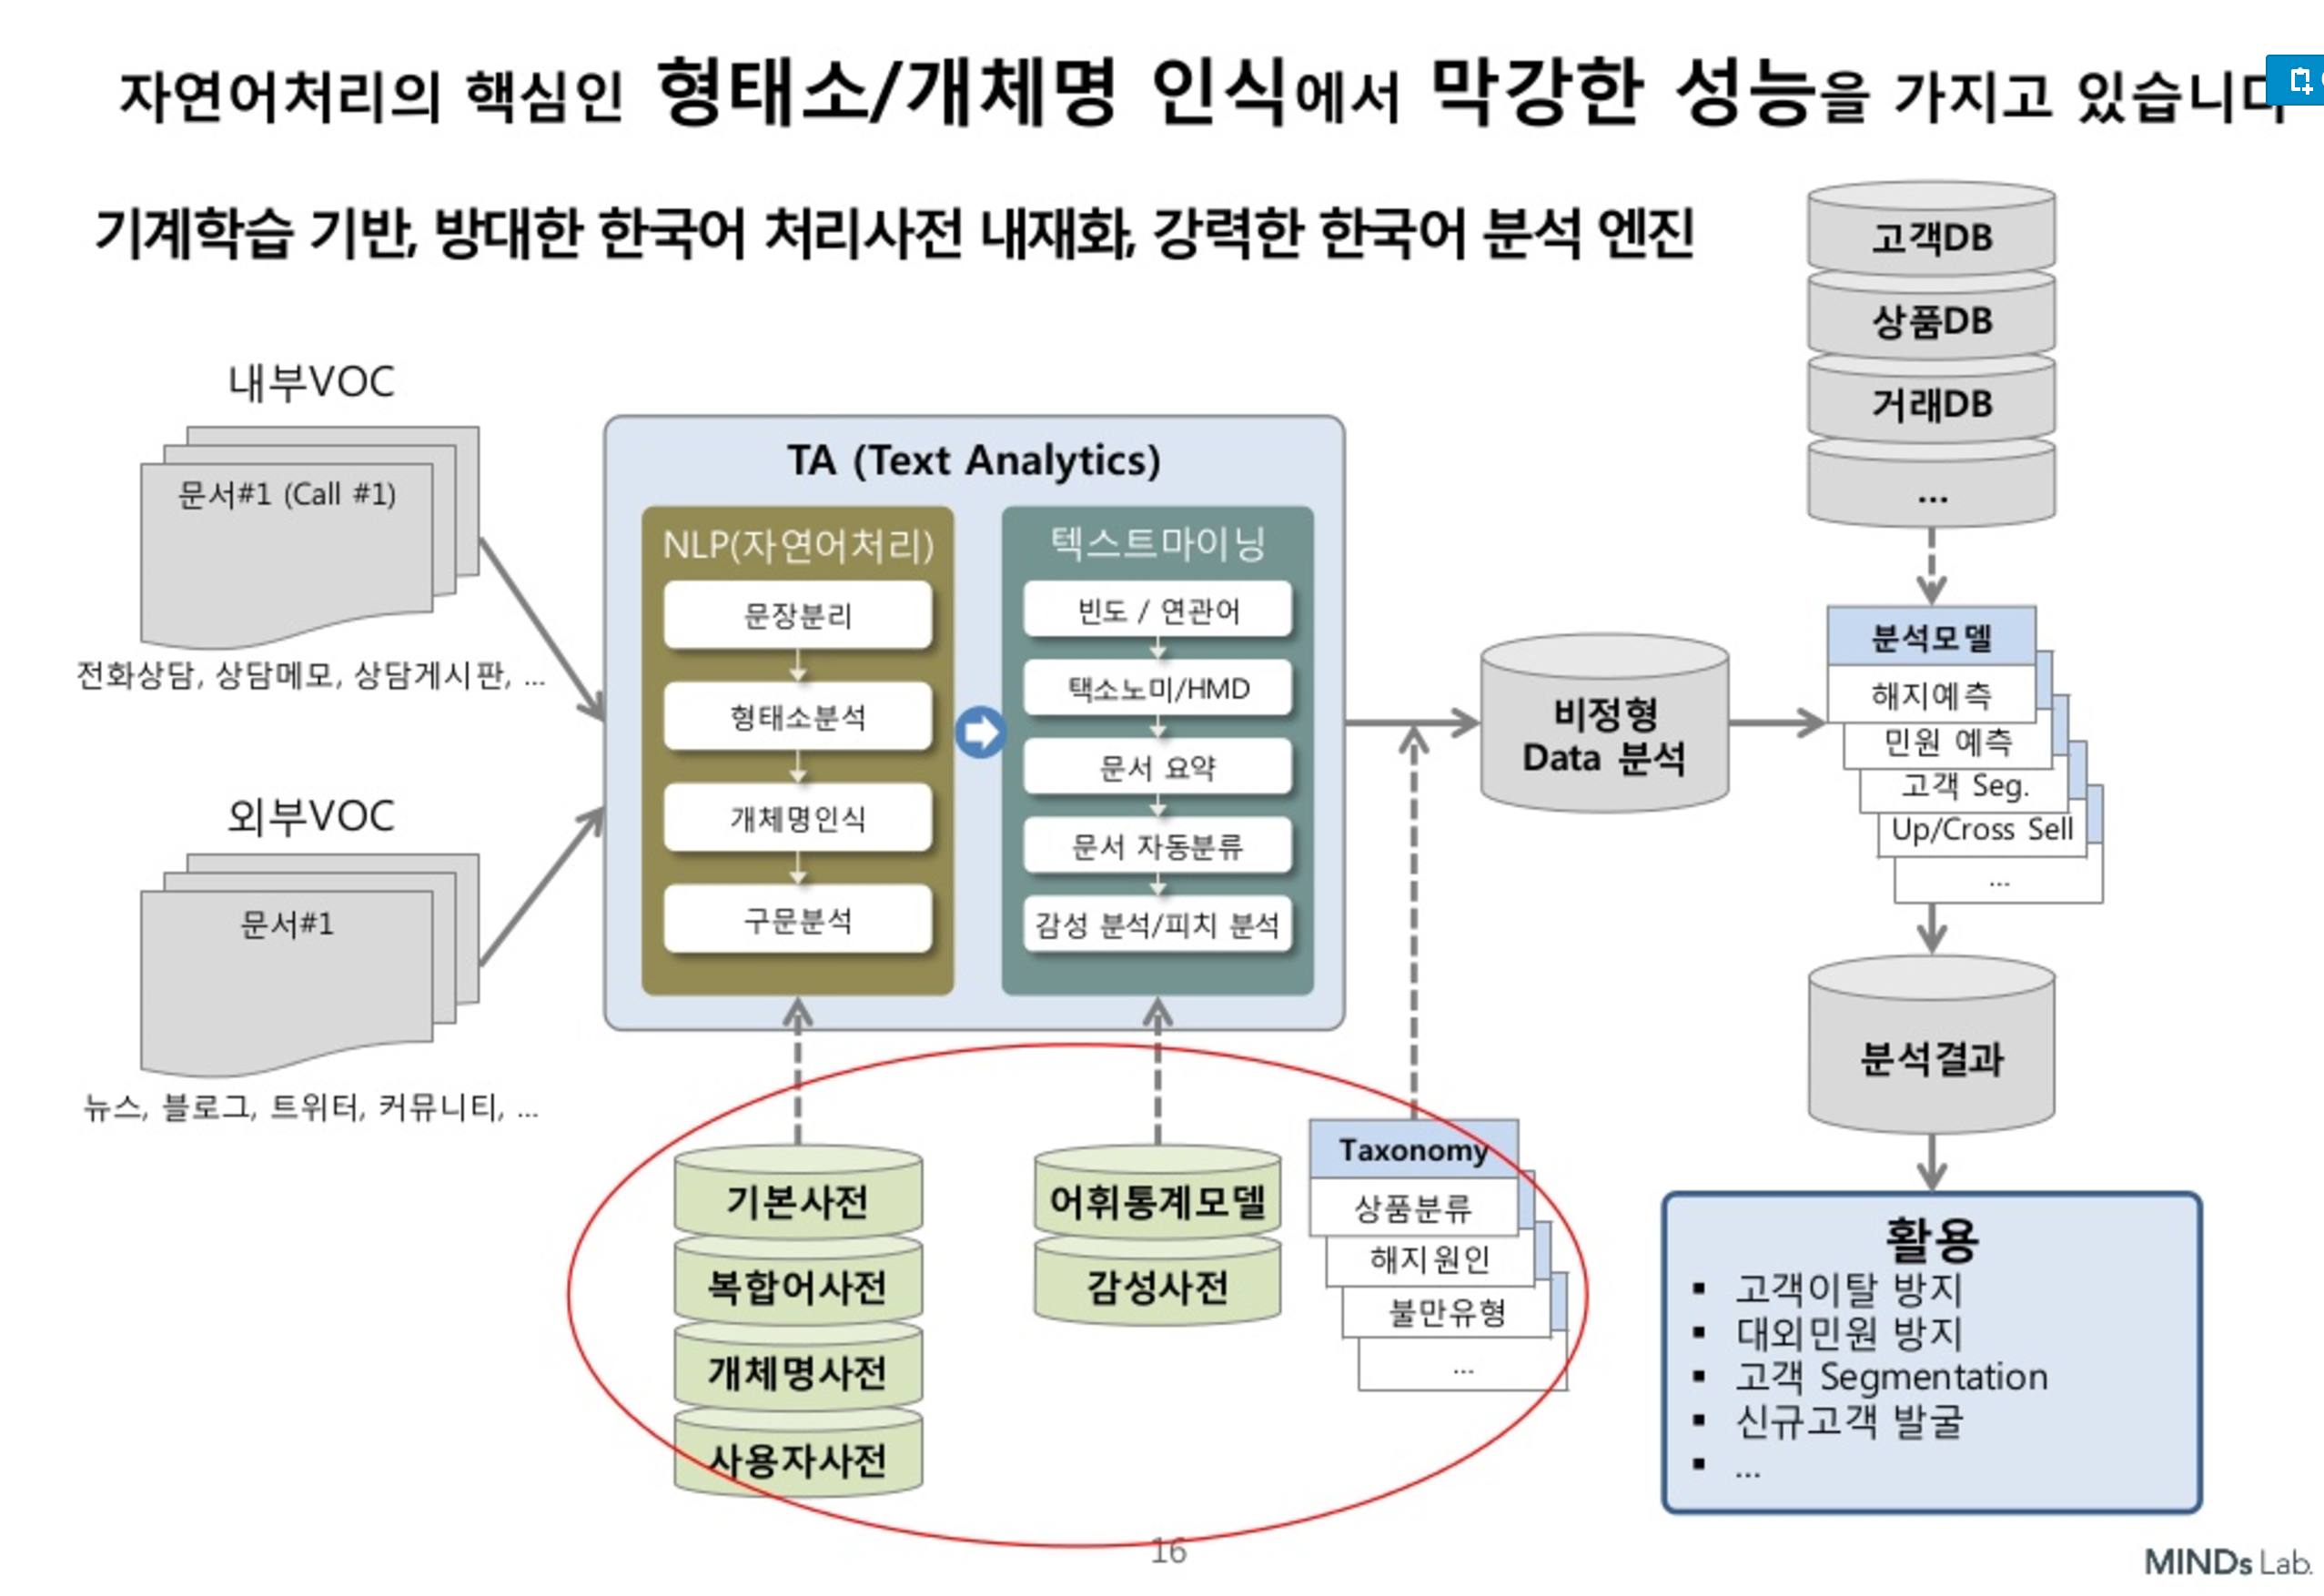 자연어처리의 핵심인 형태소/개체명 인식에서 막강한 성능을 가지고 있습니다
기계학습 기반, 방대한 한국어 처리사전 내재화, 강력한 한국어 분석 엔진
내부VOC
문서#1 (Call #1)
전화상담, 상담메모, 상담게시판, ...
외부VOC
문서#1
뉴스, 블로그, 트위터, 커뮤니티, ...
TA (Text Analytics)
NLP(자연어처리)
문장분리
형태소분석
개체명인식
구문분석
텍스트마이닝
빈도 / 연관어
택소노미/HMD
문서 요약
문서 자동분류
감성 분석/피치 분석
기본사전
복합어사전
개체명사전
사용자사전
어휘통계모델
감성사전
Taxonomy
상품분류
해지원인
불만유형
...
비정형
Data 분석
고객DB
상품DB
거래DB
...
분석모델
해지예측
민원 예측
고객 Seg.
Up/Cross Sell
...
분석결과
활용
▪ 고객이탈 방지
▪ 대외민원 방지
▪ 고객 Segmentation
▪ 신규고객 발굴
▪ ...
16
MINDs Lab.